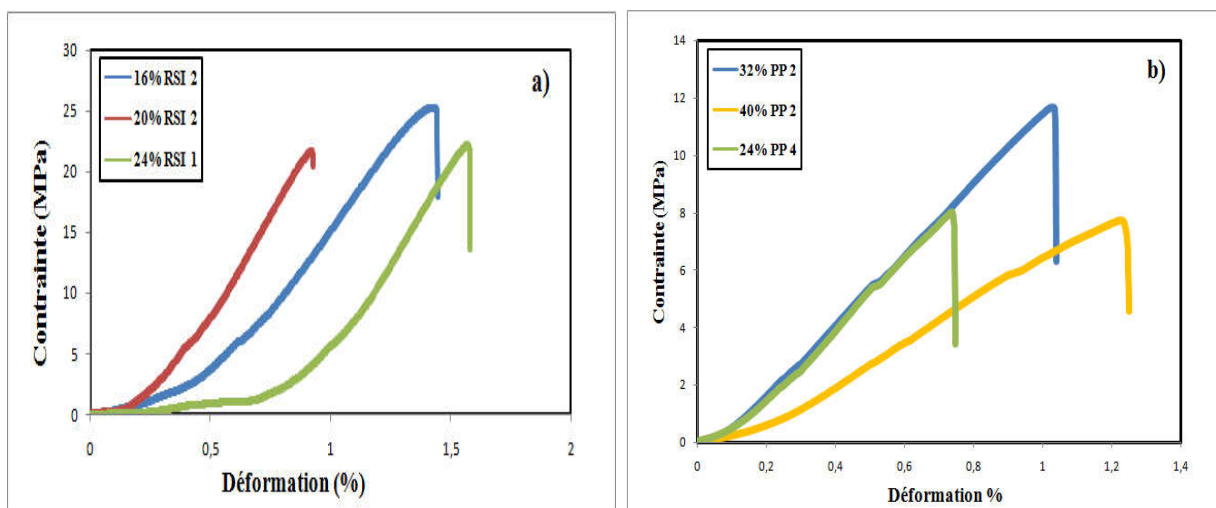 a)
16% RSI 2
20% RSI 2
24% RSI 1
Contrainte (MPa)
30
25
20
15
10
5
0
0 0,5 1 1,5 2
Déformation (%)
b)
32% PP 2
40% PP 2
24% PP 4
Contrainte (MPa)
14
12
10
8
6
4
2
0
0 0,2 0,4 0,6 0,8 1 1,2 1,4
Déformation %